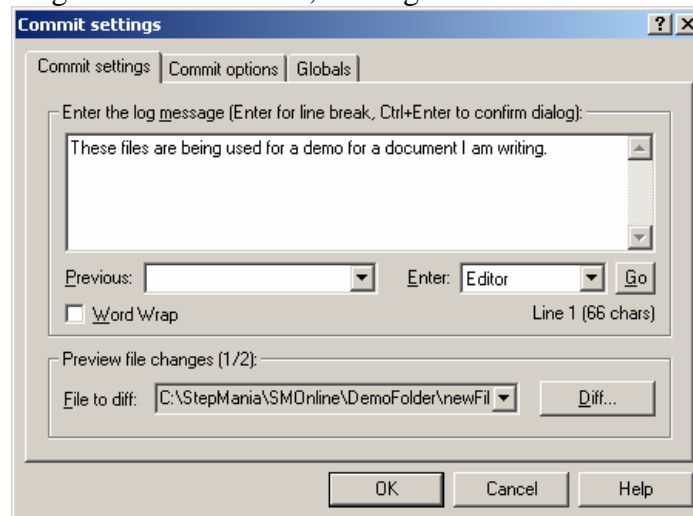 Commit settings
Commit settings Commit options Globals
Enter the log message (Enter for line break, Ctrl+Enter to confirm dialog):
These files are being used for a demo for a document I am writing.
Previous: Enter: Editor Go
Word Wrap Line 1 (66 chars)
Preview file changes (1/2):
File to diff: C:\StepMania\SMOnline\DemoFolder\newFil Diff...
OK Cancel Help